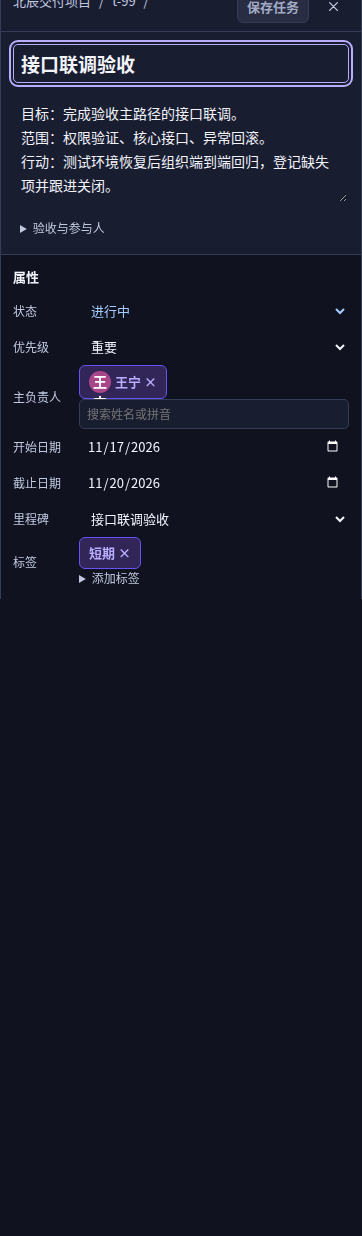 北辰交付项目 / t-99 /
保存任务 ×
接口联调验收
目标：完成验收主路径的接口联调。
范围：权限验证、核心接口、异常回滚。
行动：测试环境恢复后组织端到端回归，登记缺失
项并跟进关闭。
▶ 验收与参与人
属性
状态 进行中
优先级 重要
主负责人 王 王宁 ×
搜索姓名或拼音
开始日期 11/17/2026
截止日期 11/20/2026
里程碑 接口联调验收
标签 短期 ×
▶ 添加标签